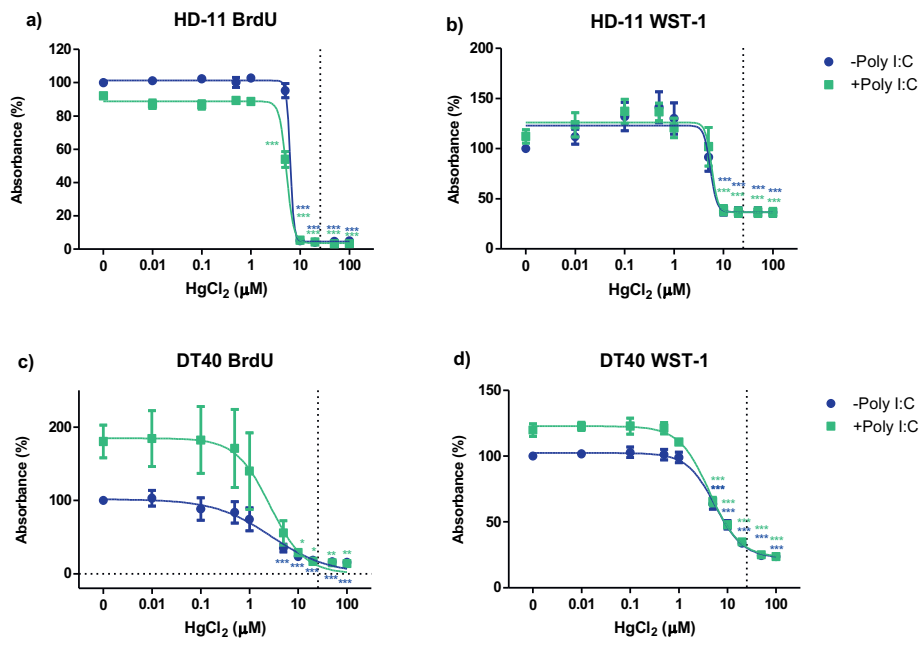 a)
HD-11 BrdU
Absorbance (%)
120
100
80
60
40
20
0
***
***
***
***
***
***
***
***
***
0 0.01 0.1 1 10 100
HgCl2 (μM)
b)
HD-11 WST-1
Absorbance (%)
200
150
100
50
0
*** *** *** ***
*** *** *** ***
0 0.01 0.1 1 10 100
HgCl2 (μM)
-Poly I:C
+Poly I:C
c)
DT40 BrdU
Absorbance (%)
200
100
0
* * ** **
*** *** *** *** ***
0 0.01 0.1 1 10 100
HgCl2 (μM)
d)
DT40 WST-1
Absorbance (%)
150
100
50
0
*** *** *** *** ***
*** *** *** *** ***
0 0.01 0.1 1 10 100
HgCl2 (μM)
-Poly I:C
+Poly I:C